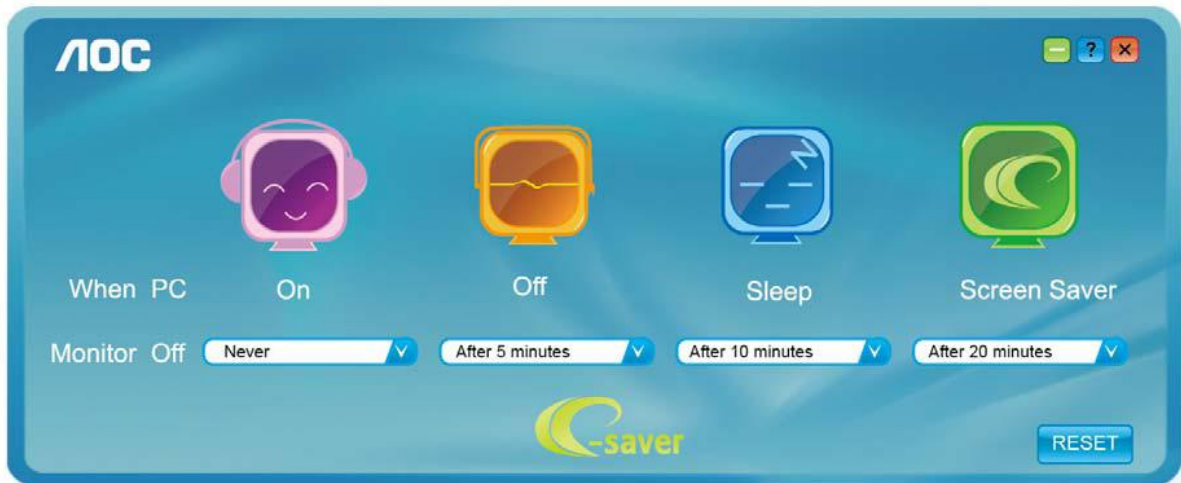 AOC
?
When PC On Off Sleep Screen Saver
Monitor Off Never After 5 minutes After 10 minutes After 20 minutes
e-saver
RESET